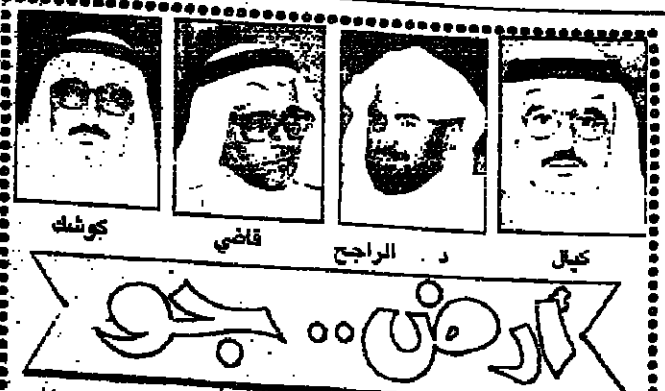 كيال
د. الراجح
قاضي
كوشك
أرض.. جو